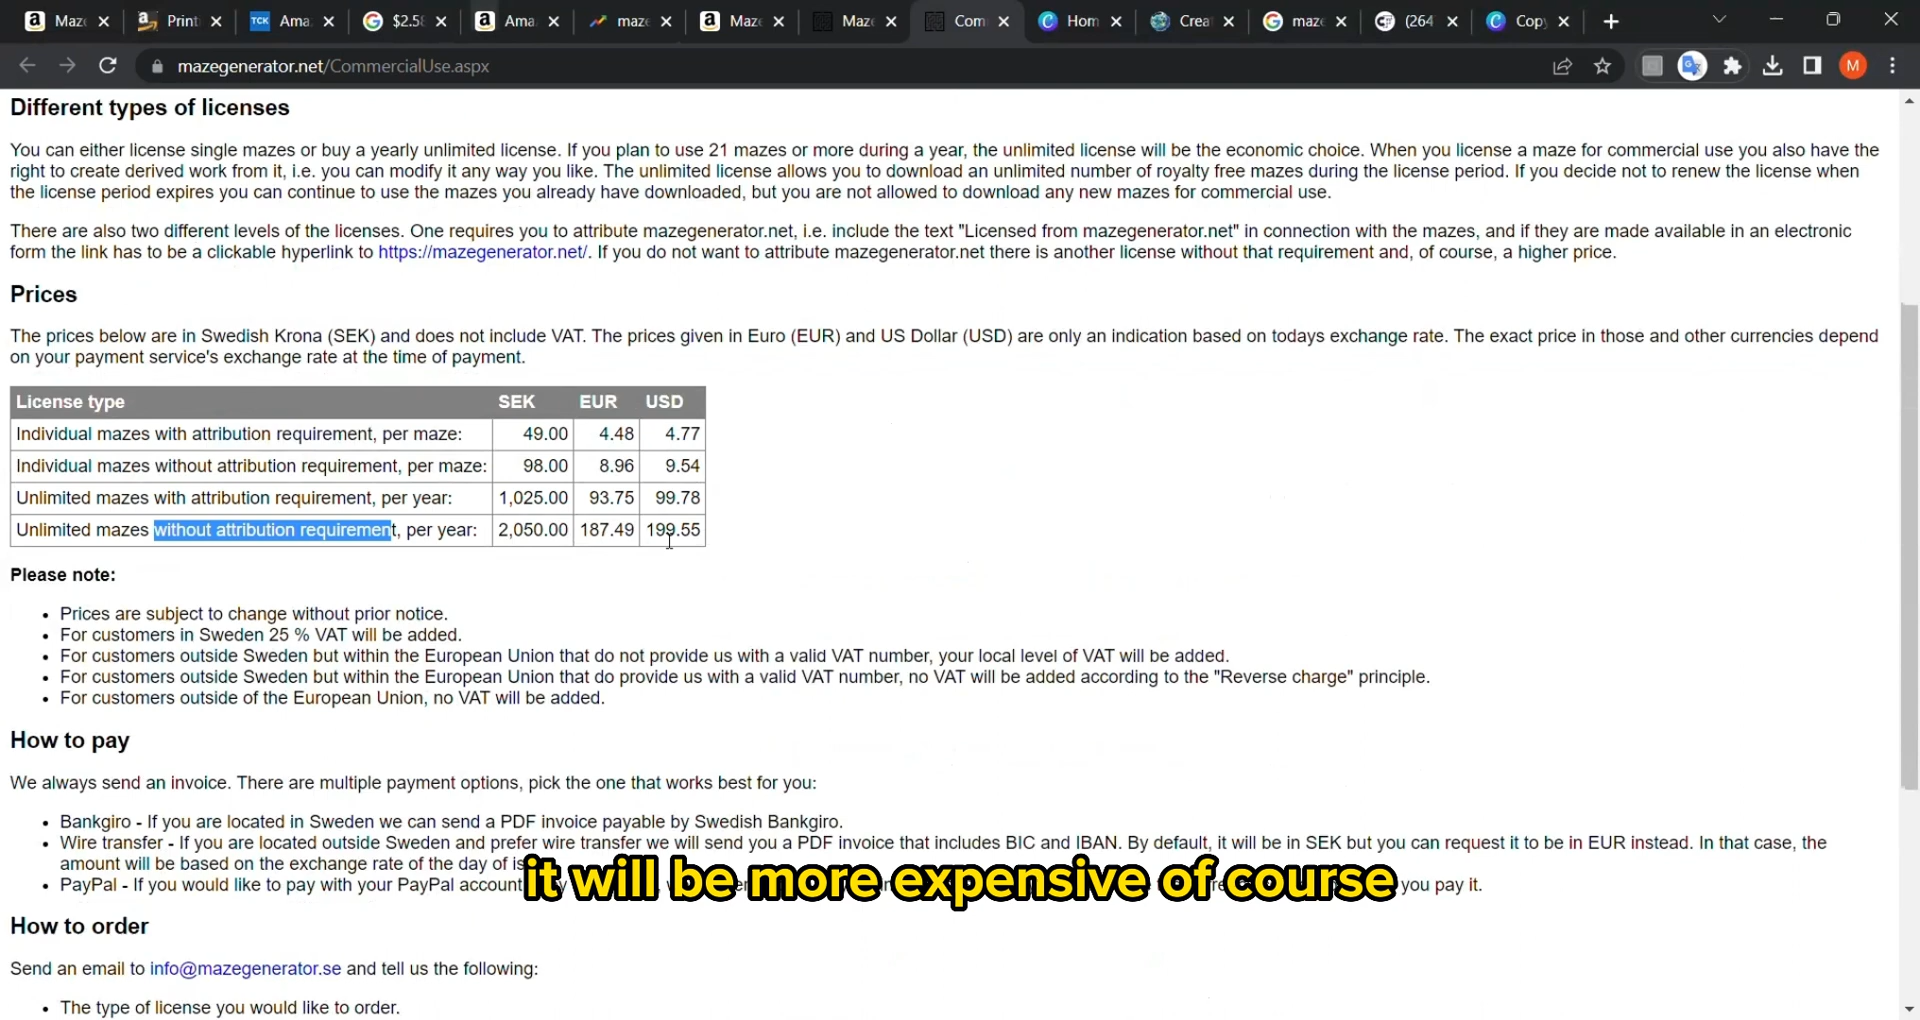 Maze
Print
TCK Ama
$2.58
Ama
maze
Maze
Maze
Com
Hom
Crea
maze
(264
Copy
mazegenerator.net/CommercialUse.aspx
M
Different types of licenses
You can either license single mazes or buy a yearly unlimited license. If you plan to use 21 mazes or more during a year, the unlimited license will be the economic choice. When you license a maze for commercial use you also have the
right to create derived work from it, i.e. you can modify it any way you like. The unlimited license allows you to download an unlimited number of royalty free mazes during the license period. If you decide not to renew the license when
the license period expires you can continue to use the mazes you already have downloaded, but you are not allowed to download any new mazes for commercial use.
There are also two different levels of the licenses. One requires you to attribute mazegenerator.net, i.e. include the text "Licensed from mazegenerator.net" in connection with the mazes, and if they are made available in an electronic
form the link has to be a clickable hyperlink to https://mazegenerator.net/. If you do not want to attribute mazegenerator.net there is another license without that requirement and, of course, a higher price.
Prices
The prices below are in Swedish Krona (SEK) and does not include VAT. The prices given in Euro (EUR) and US Dollar (USD) are only an indication based on todays exchange rate. The exact price in those and other currencies depend
on your payment service's exchange rate at the time of payment.
License type SEK EUR USD
Individual mazes with attribution requirement, per maze: 49.00 4.48 4.77
Individual mazes without attribution requirement, per maze: 98.00 8.96 9.54
Unlimited mazes with attribution requirement, per year: 1,025.00 93.75 99.78
Unlimited mazes without attribution requirement, per year: 2,050.00 187.49 199.55
Please note:
• Prices are subject to change without prior notice.
• For customers in Sweden 25 % VAT will be added.
• For customers outside Sweden but within the European Union that do not provide us with a valid VAT number, your local level of VAT will be added.
• For customers outside Sweden but within the European Union that do provide us with a valid VAT number, no VAT will be added according to the "Reverse charge" principle.
• For customers outside of the European Union, no VAT will be added.
How to pay
We always send an invoice. There are multiple payment options, pick the one that works best for you:
• Bankgiro - If you are located in Sweden we can send a PDF invoice payable by Swedish Bankgiro.
• Wire transfer - If you are located outside Sweden and prefer wire transfer we will send you a PDF invoice that includes BIC and IBAN. By default, it will be in SEK but you can request it to be in EUR instead. In that case, the
amount will be based on the exchange rate of the day of
it will be more expensive of course
• PayPal - If you would like to pay with your PayPal account you pay it.
How to order
Send an email to info@mazegenerator.se and tell us the following:
• The type of license you would like to order.